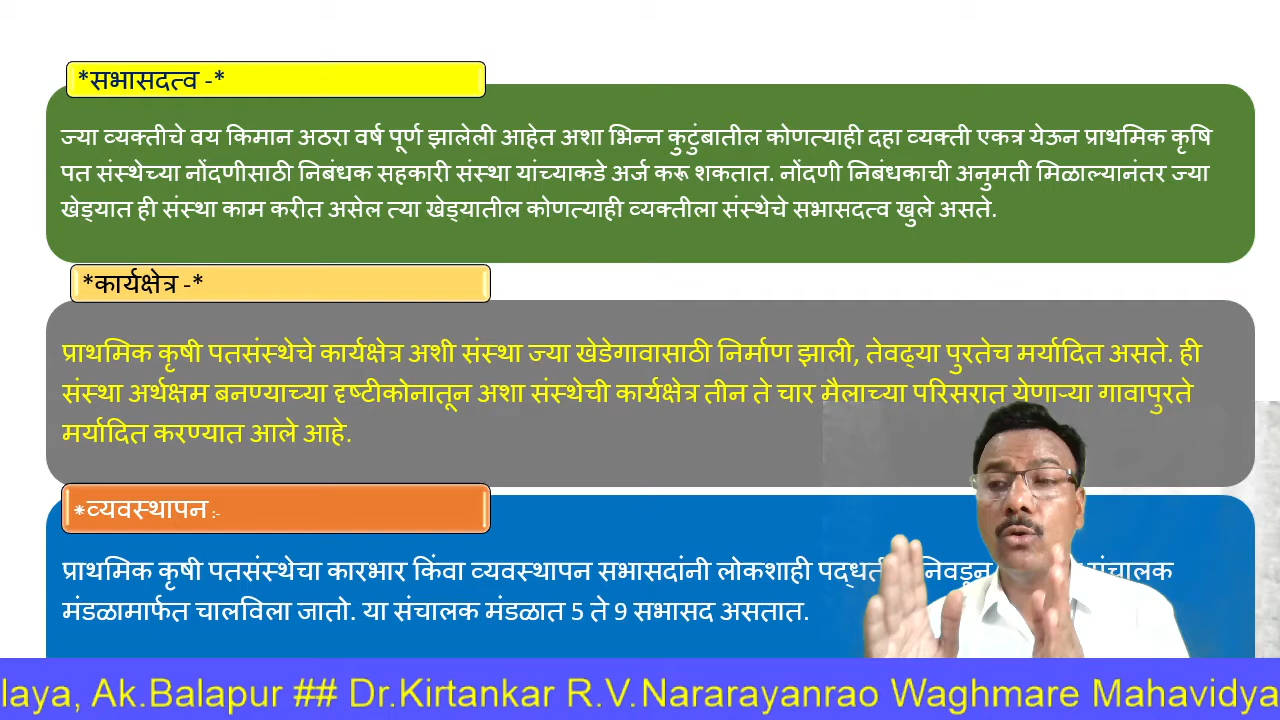 *सभासदत्व -*
ज्या व्यक्तीचे वय किमान अठरा वर्ष पूर्ण झालेली आहेत अशा भिन्न कुटुंबातील कोणत्याही दहा व्यक्ती एकत्र येऊन प्राथमिक कृषि
पत संस्थेच्या नोंदणीसाठी निबंधक सहकारी संस्था यांच्याकडे अर्ज करू शकतात. नोंदणी निबंधकाची अनुमती मिळाल्यानंतर ज्या
खेड्यात ही संस्था काम करीत असेल त्या खेड्यातील कोणत्याही व्यक्तीला संस्थेचे सभासदत्व खुले असते.
*कार्यक्षेत्र -*
प्राथमिक कृषी पतसंस्थेचे कार्यक्षेत्र अशी संस्था ज्या खेडेगावासाठी निर्माण झाली, तेवढ्या पुरतेच मर्यादित असते. ही
संस्था अर्थक्षम बनण्याच्या दृष्टीकोनातून अशा संस्थेची कार्यक्षेत्र तीन ते चार मैलाच्या परिसरात येणाऱ्या गावापुरते
मर्यादित करण्यात आले आहे.
*व्यवस्थापन :-
प्राथमिक कृषी पतसंस्थेचा कारभार किंवा व्यवस्थापन सभासदांनी लोकशाही निवडून संचालक
मंडळामार्फत चालविला जातो. या संचालक मंडळात 5 ते 9 सभासद असतात.
laya, Ak.Balapur ## Dr.Kirtankar R.V.Nararayanrao Waghmare Mahavidya